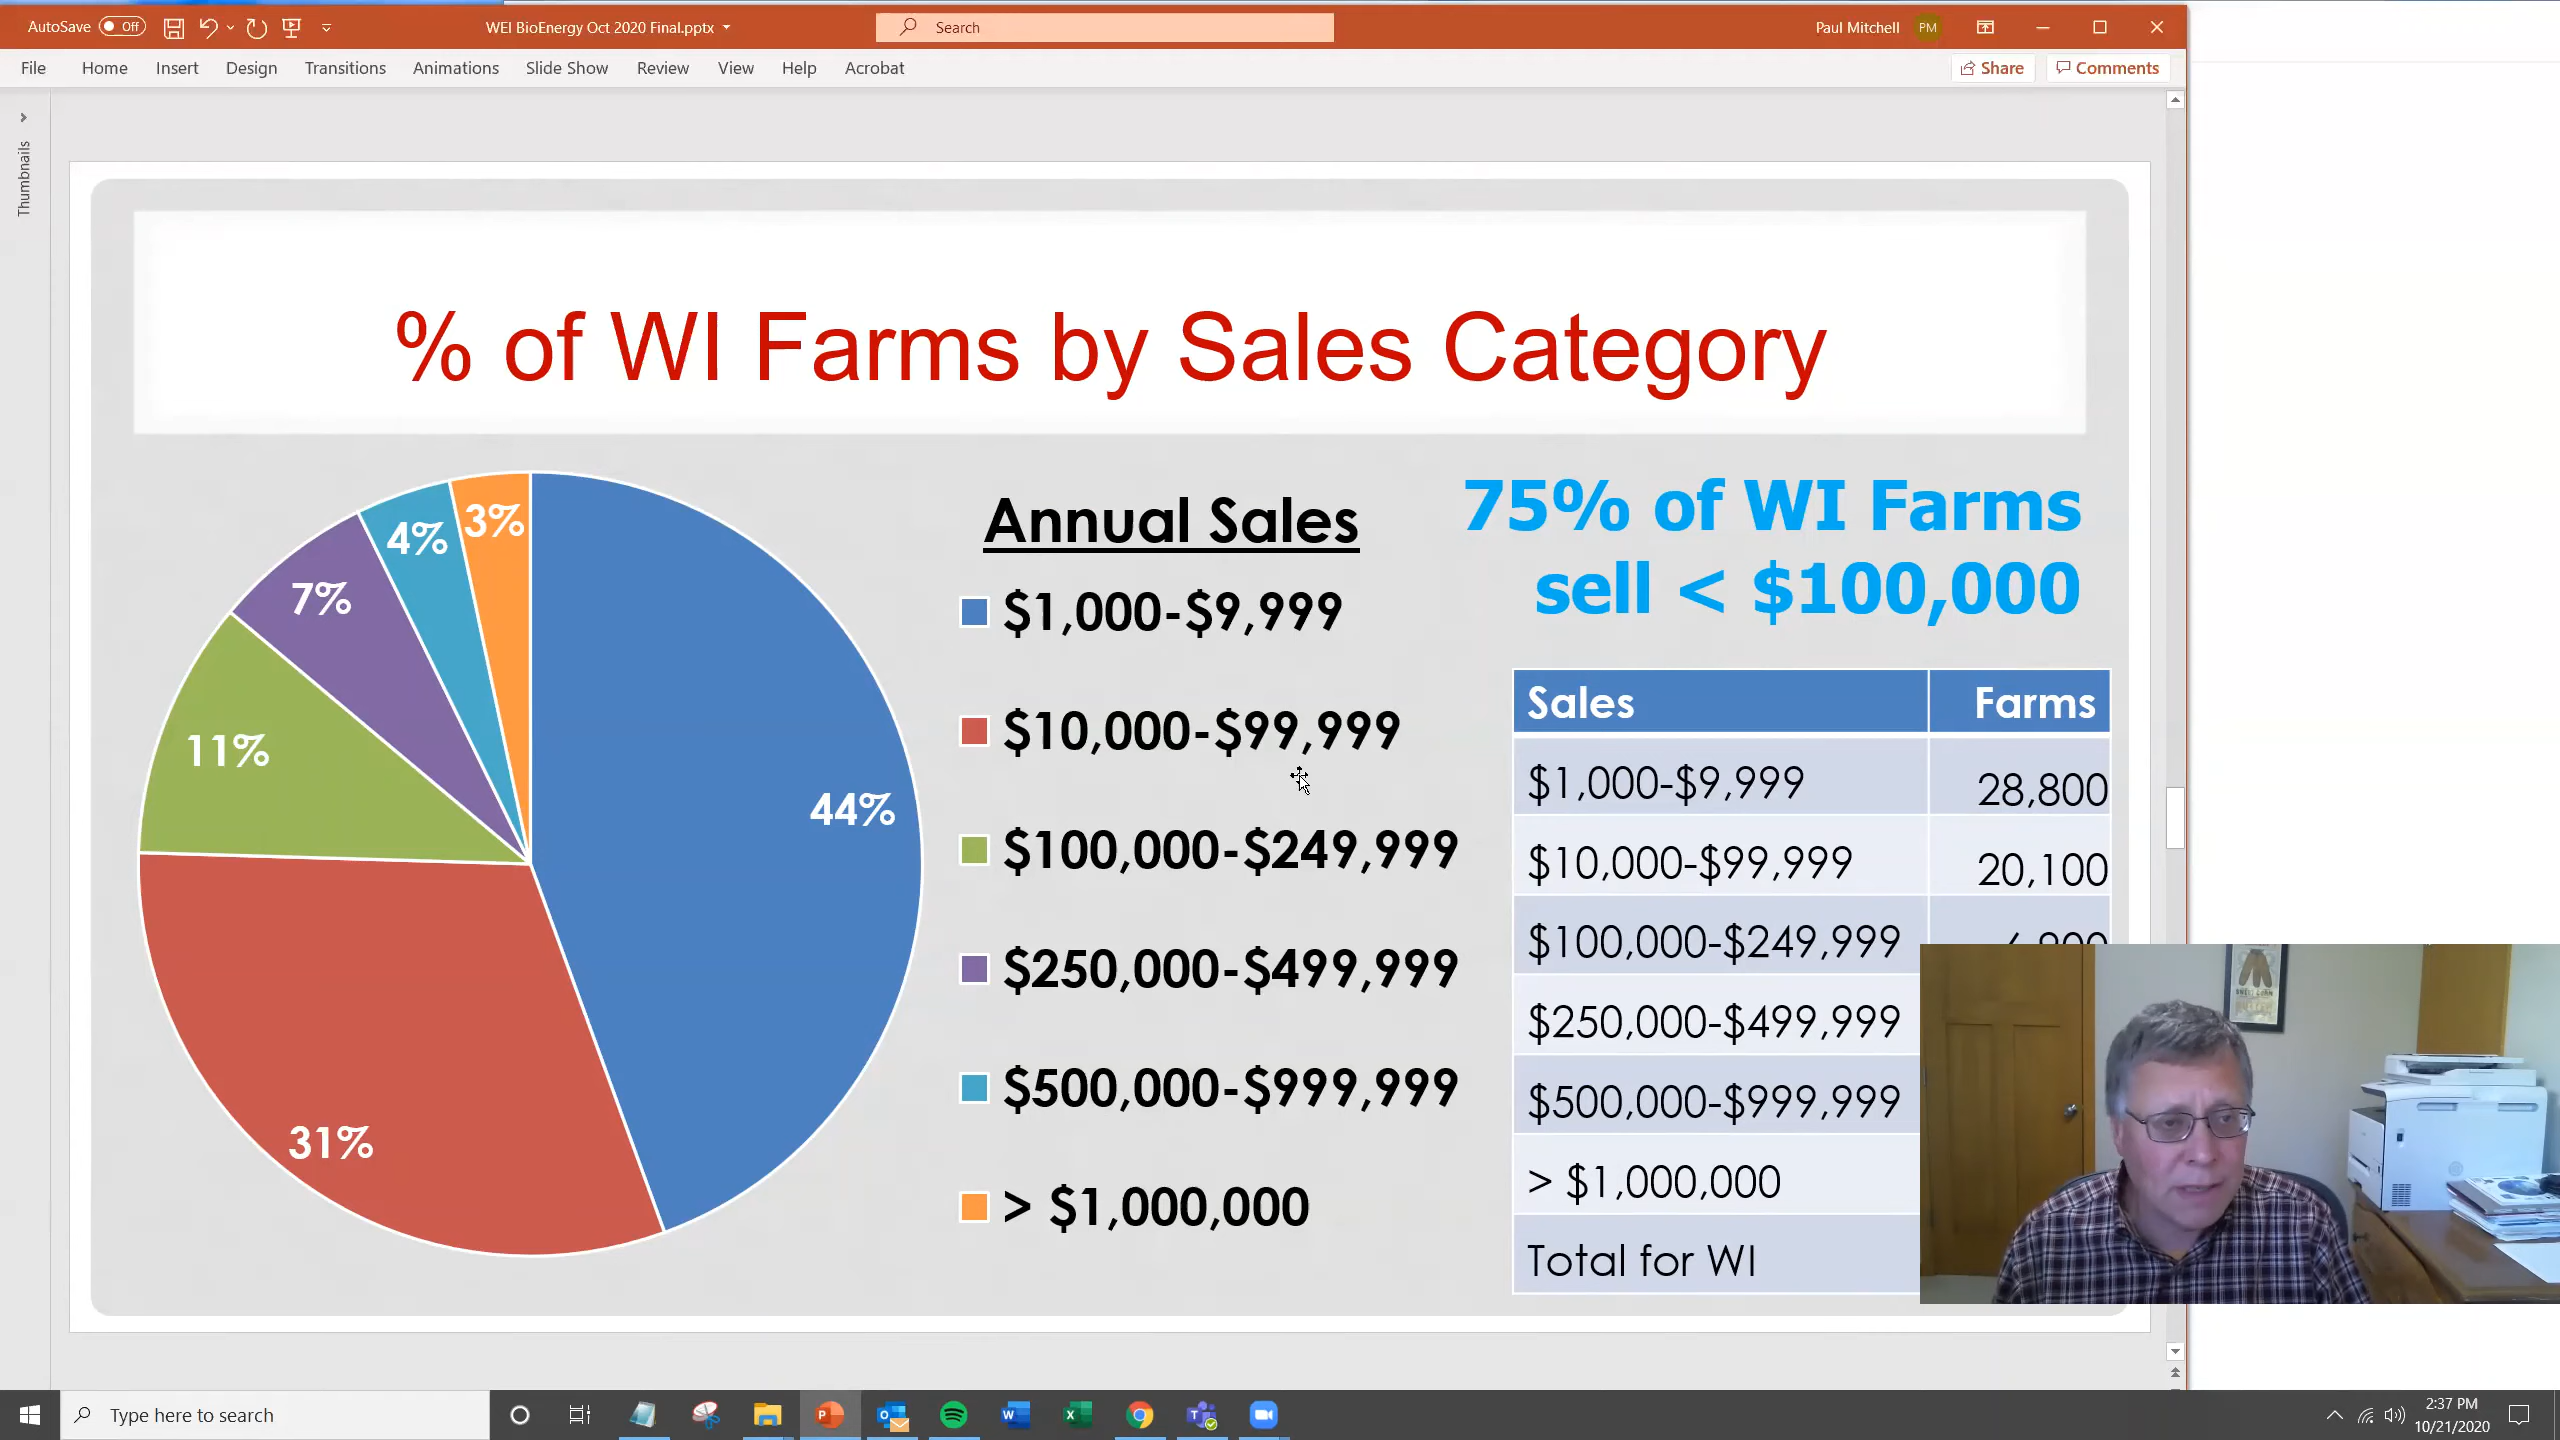 AutoSave Off
WEI BioEnergy Oct 2020 Final.pptx
Search
Paul Mitchell PM
File Home Insert Design Transitions Animations Slide Show Review View Help Acrobat
Share Comments
Thumbnails
% of WI Farms by Sales Category
3%
4%
7%
11%
44%
31%
Annual Sales
$1,000-$9,999
$10,000-$99,999
$100,000-$249,999
$250,000-$499,999
$500,000-$999,999
> $1,000,000
75% of WI Farms
sell < $100,000
Sales Farms
$1,000-$9,999 28,800
$10,000-$99,999 20,100
$100,000-$249,999
$250,000-$499,999
$500,000-$999,999
> $1,000,000
Total for WI
Type here to search
2:37 PM
10/21/2020